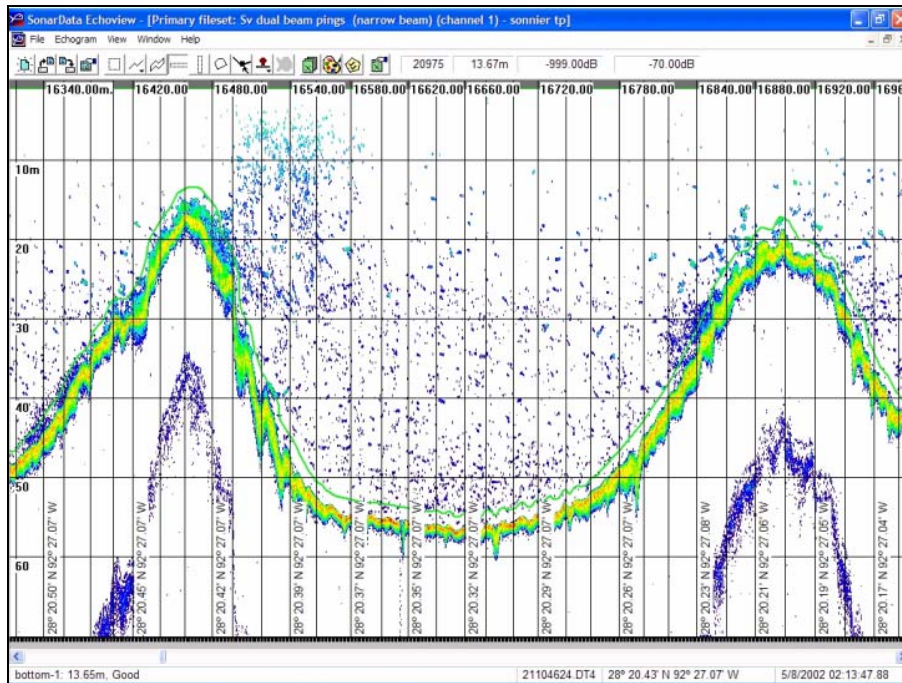 SonarData Echoview - [Primary fileset: Sv dual beam pings (narrow beam) (channel 1) - sonnier tp]
File Echogram View Window Help
20975 13.67m -999.00dB -70.00dB
16340.00m. 16420.00 16480.00 16540.00 16580.00 16620.00 16660.00 16720.00 16780.00 16840.00 16880.00 16920.00
10m
20
30
40
50
60
28° 20.50' N 92° 27.07' W
28° 20.45' N 92° 27.07' W
28° 20.42' N 92° 27.07' W
28° 20.39' N 92° 27.07' W
28° 20.37' N 92° 27.07' W
28° 20.35' N 92° 27.07' W
28° 20.32' N 92° 27.07' W
28° 20.29' N 92° 27.07' W
28° 20.26' N 92° 27.07' W
28° 20.23' N 92° 27.08' W
28° 20.21' N 92° 27.06' W
28° 20.19' N 92° 27.05' W
28° 20.17' N 92° 27.04' W
bottom-1: 13.65m, Good 21104624.DT4 28° 20.43' N 92° 27.07' W 5/8/2002 02:13:47.88